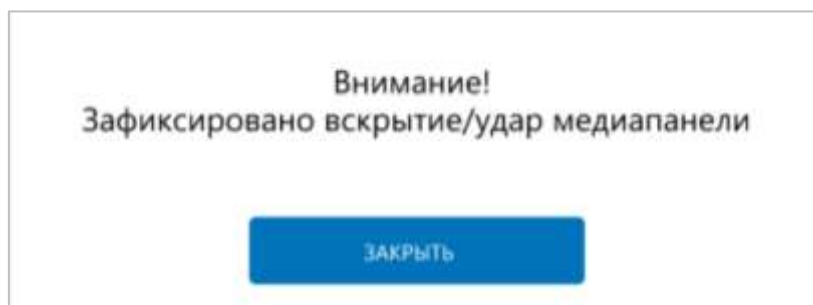 Внимание!
Зафиксировано вскрытие/удар медиапанели
ЗАКРЫТЬ